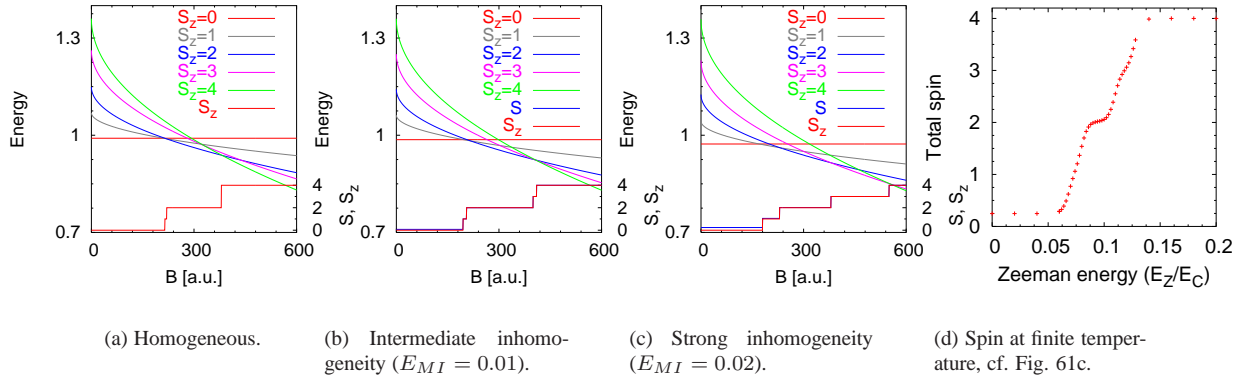 S_z=0
S_z=1
S_z=2
S_z=3
S_z=4
S_z
1.3
1
0.7
Energy
4
2
0
S, S_z
0 300 600
B [a.u.]
S_z=0
S_z=1
S_z=2
S_z=3
S_z=4
S
S_z
1.3
1
0.7
Energy
4
2
0
S, S_z
0 300 600
B [a.u.]
S_z=0
S_z=1
S_z=2
S_z=3
S_z=4
S
S_z
1.3
1
0.7
Energy
4
2
0
S, S_z
0 300 600
B [a.u.]
4
3
2
1
0
Total spin
0 0.05 0.1 0.15 0.2
Zeeman energy (E_Z/E_C)
(a) Homogeneous.
(b) Intermediate inhomo-
geneity (E_{MI} = 0.01).
(c) Strong inhomogeneity
(E_{MI} = 0.02).
(d) Spin at finite temper-
ature, cf. Fig. 61c.